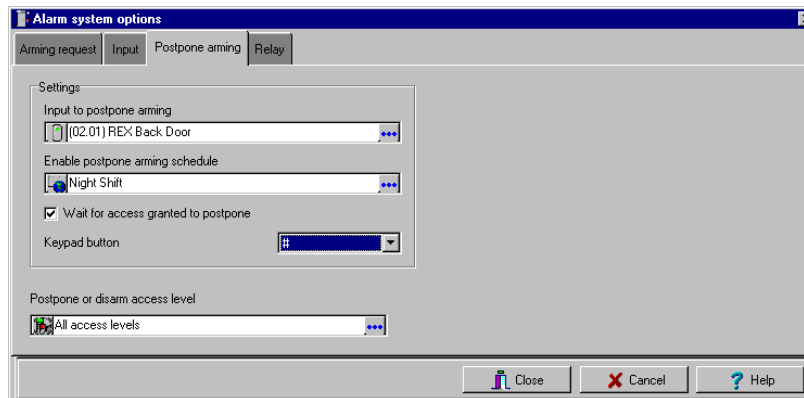 Alarm system options
Arming request Input Postpone arming Relay
Settings
Input to postpone arming
(02.01) REX Back Door
Enable postpone arming schedule
Night Shift
Wait for access granted to postpone
Keypad button #
Postpone or disarm access level
All access levels
Close Cancel ? Help